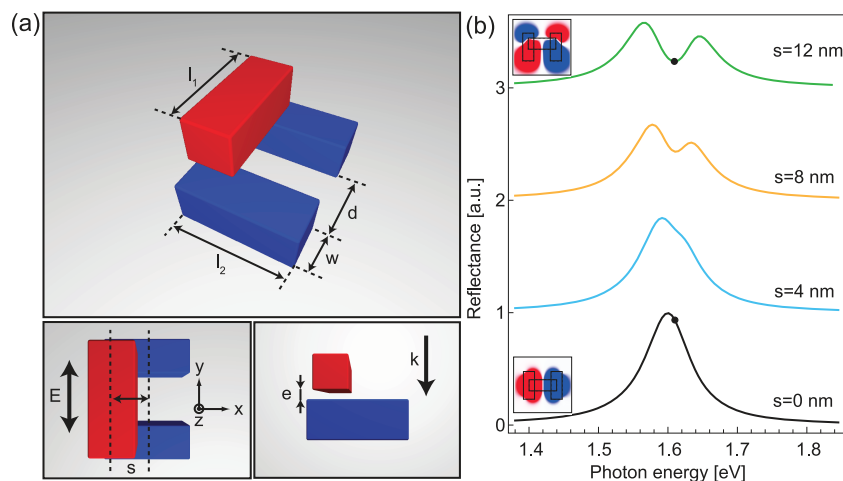 (a)
l1
l2
d
w
E
y
z
x
s
e
k
(b)
Reflectance [a.u.]
3
2
1
0
s=12 nm
s=8 nm
s=4 nm
s=0 nm
1.4 1.5 1.6 1.7 1.8
Photon energy [eV]